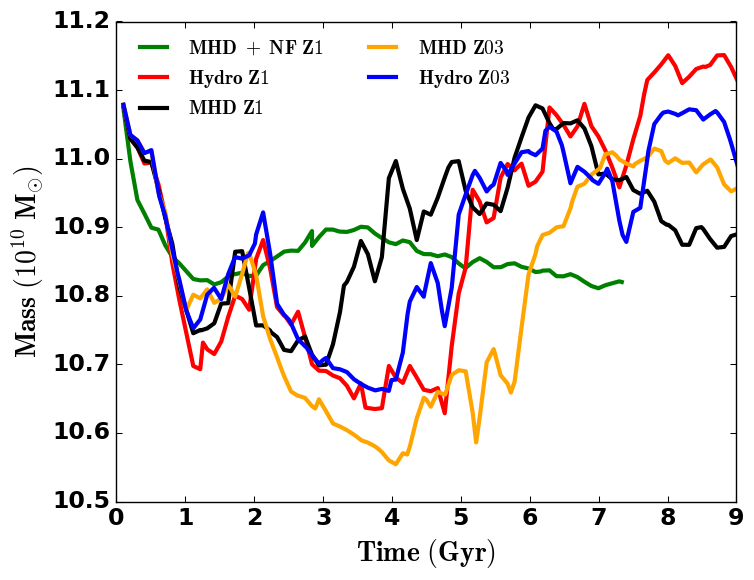 11.2
11.1
11.0
10.9
10.8
10.7
10.6
10.5
Mass (10^10 M_⊙)
MHD + NF Z1
Hydro Z1
MHD Z1
MHD Z03
Hydro Z03
0 1 2 3 4 5 6 7 8 9
Time (Gyr)